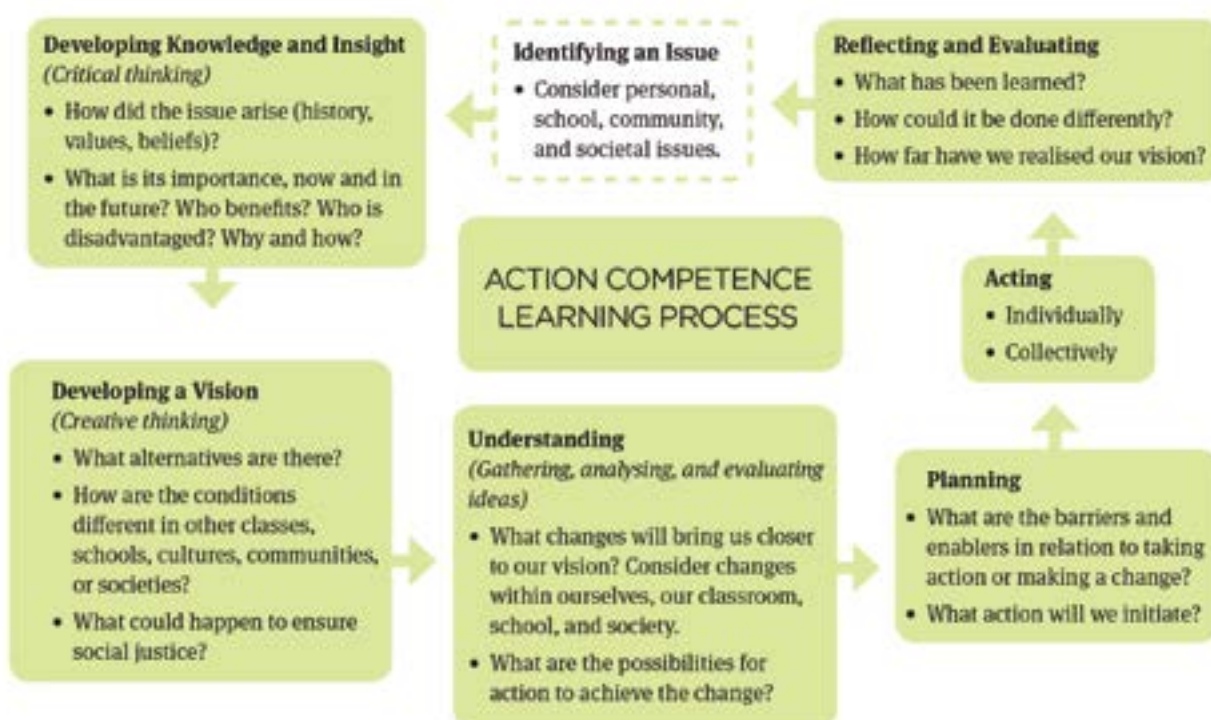 Identifying an Issue
• Consider personal,
school, community,
and societal issues.
Developing Knowledge and Insight
(Critical thinking)
• How did the issue arise (history,
values, beliefs)?
• What is its importance, now and in
the future? Who benefits? Who is
disadvantaged? Why and how?
Developing a Vision
(Creative thinking)
• What alternatives are there?
• How are the conditions
different in other classes,
schools, cultures, communities,
or societies?
• What could happen to ensure
social justice?
Understanding
(Gathering, analysing, and evaluating
ideas)
• What changes will bring us closer
to our vision? Consider changes
within ourselves, our classroom,
school, and society.
• What are the possibilities for
action to achieve the change?
Planning
• What are the barriers and
enablers in relation to taking
action or making a change?
• What action will we initiate?
Acting
• Individually
• Collectively
Reflecting and Evaluating
• What has been learned?
• How could it be done differently?
• How far have we realised our vision?
ACTION COMPETENCE
LEARNING PROCESS